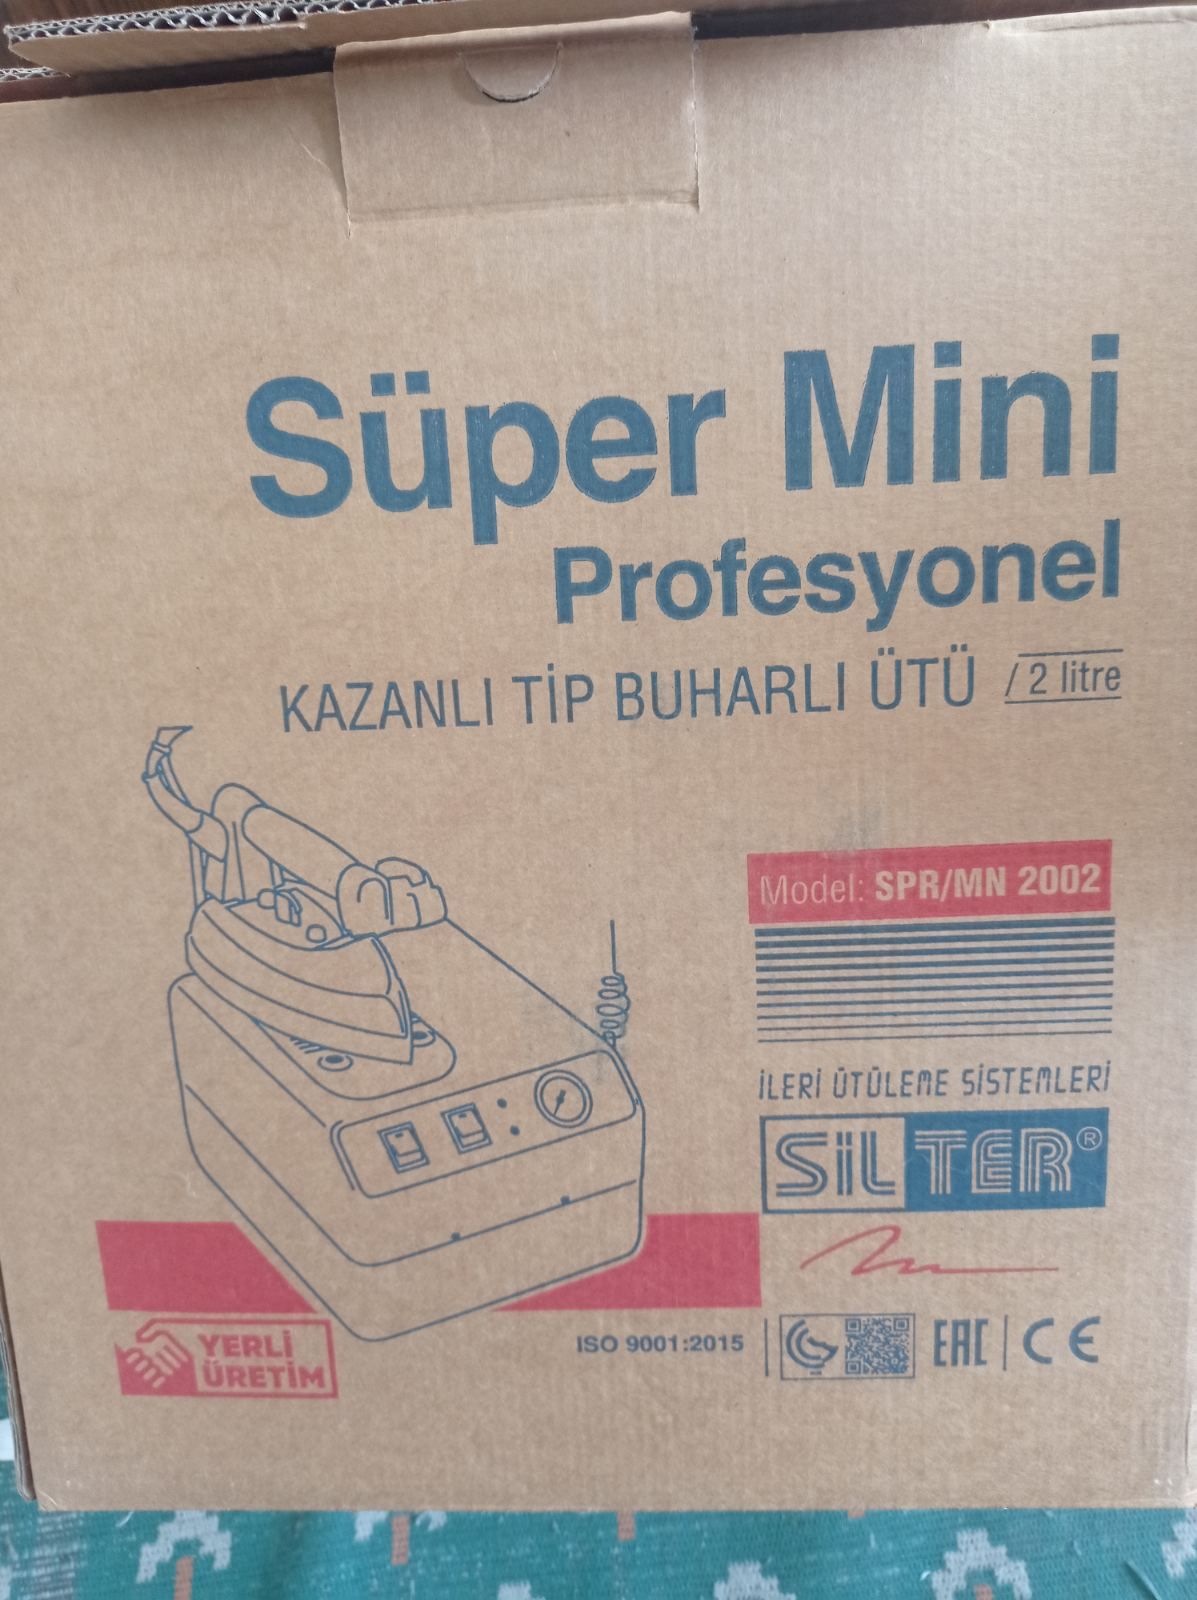 Süper Mini
Profesyonel
KAZANLI TİP BUHARLI ÜTÜ / 2 litre
Model: SPR/MN 2002
İLERİ ÜTÜLEME SİSTEMLERİ
SİLTER®
YERLİ
ÜRETİM
ISO 9001:2015
EAC
CE